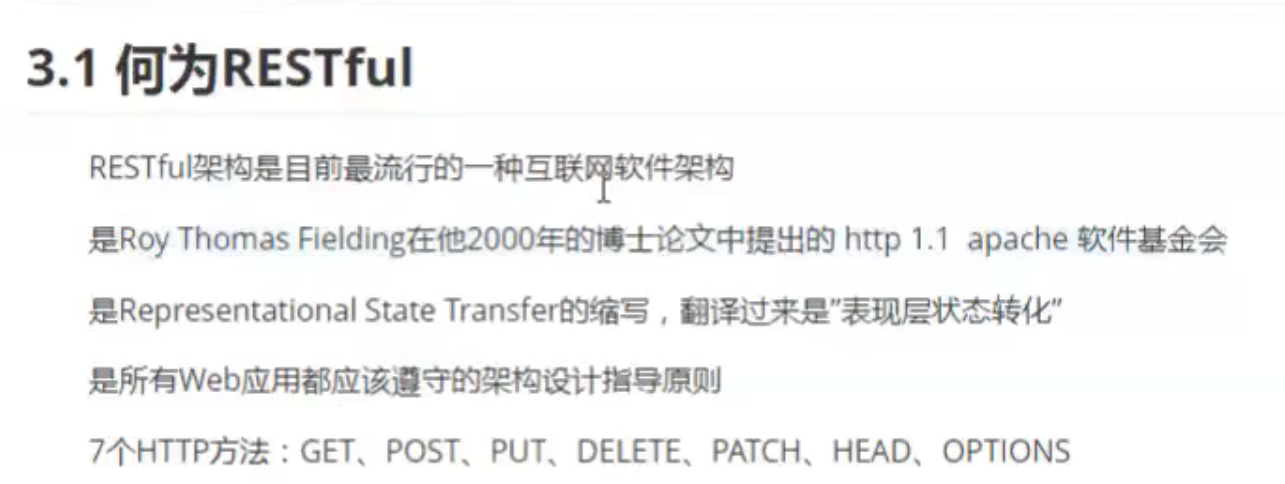 3.1 何为RESTful
RESTful架构是目前最流行的一种互联网软件架构
是Roy Thomas Fielding在他2000年的博士论文中提出的 http 1.1 apache 软件基金会
是Representational State Transfer的缩写，翻译过来是”表现层状态转化”
是所有Web应用都应该遵守的架构设计指导原则
7个HTTP方法：GET、POST、PUT、DELETE、PATCH、HEAD、OPTIONS